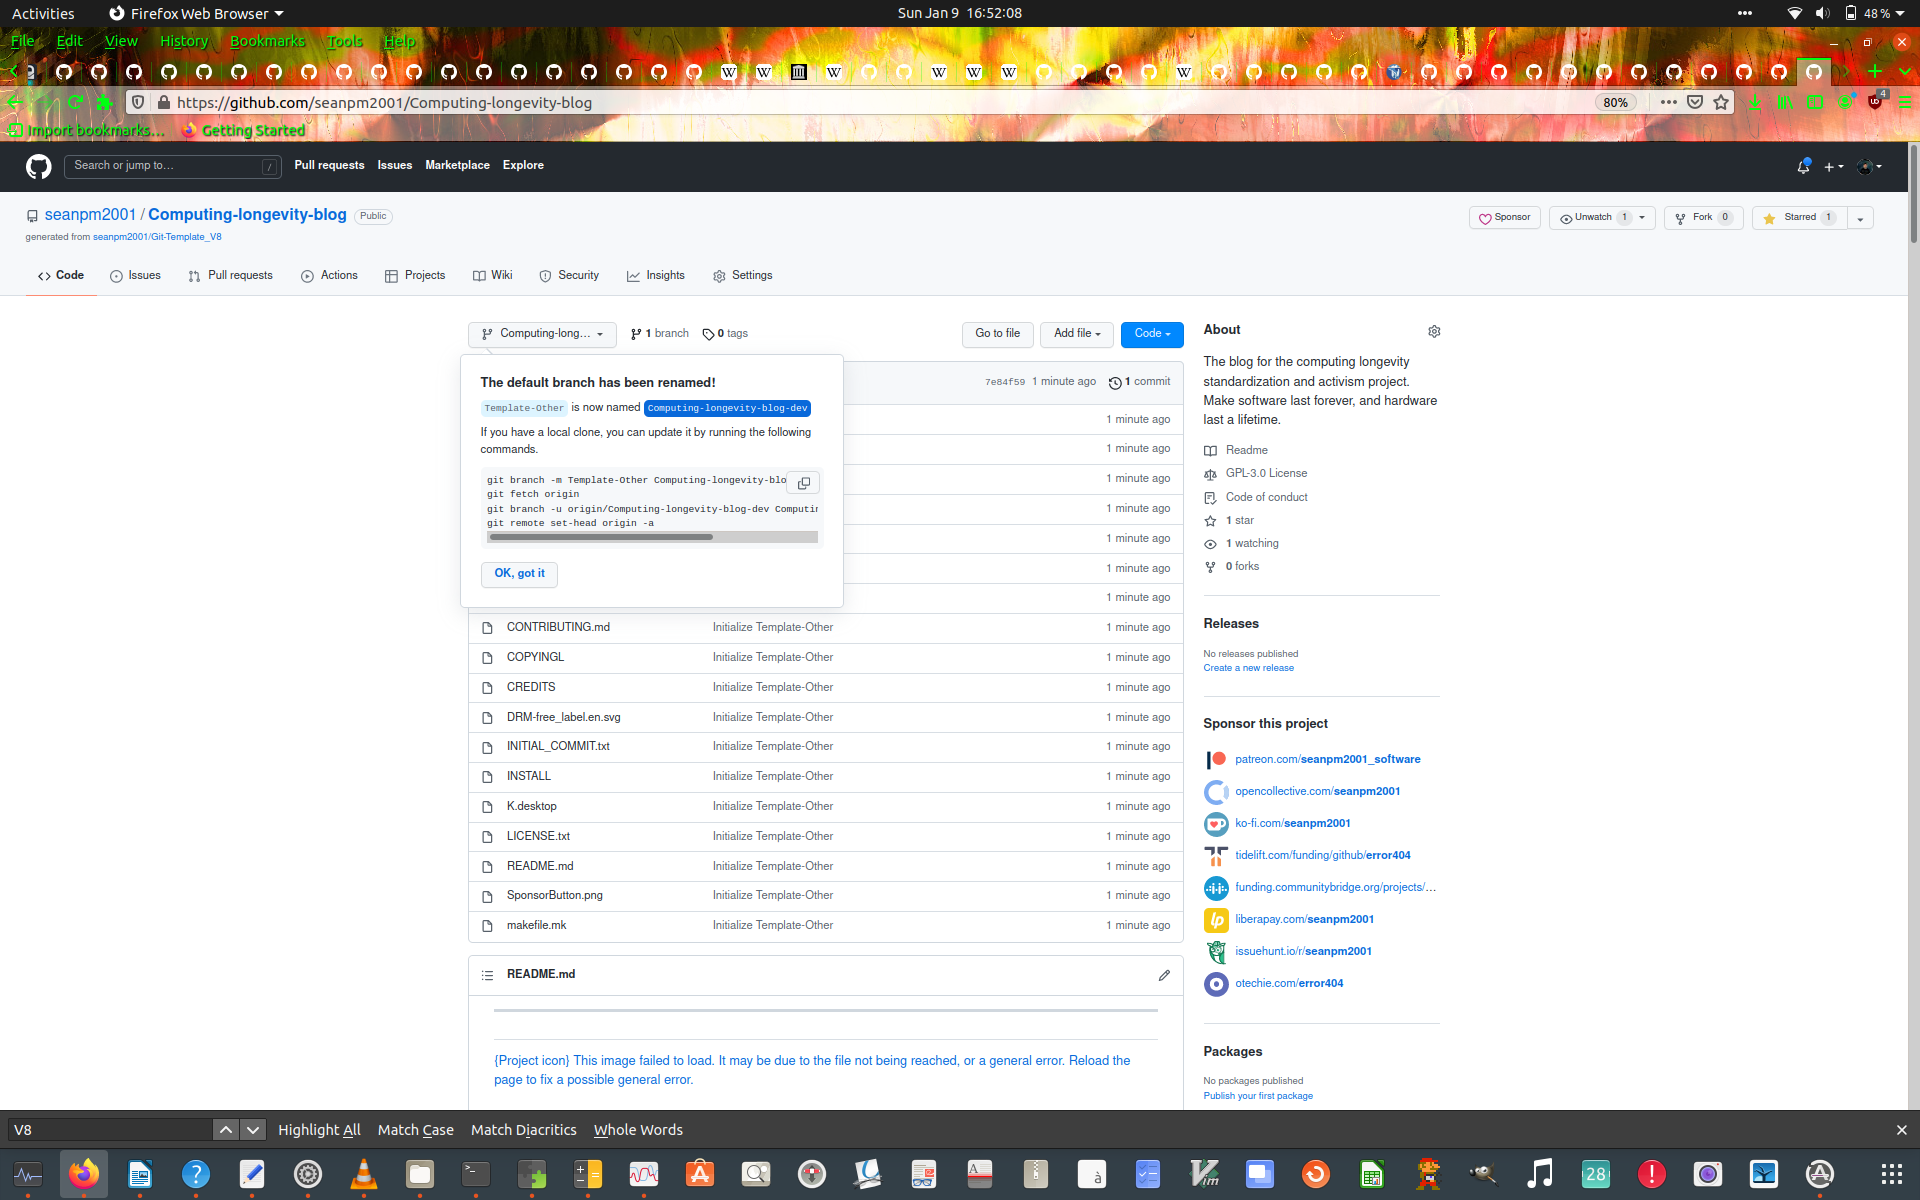 Activities
Firefox Web Browser
Sun Jan 9 16:52:08
48 %
File Edit View History Bookmarks Tools Help
https://github.com/seanpm2001/Computing-longevity-blog
80%
4
Import bookmarks... Getting Started
Search or jump to...
/
Pull requests Issues Marketplace Explore
seanpm2001 / Computing-longevity-blog Public
Sponsor
Unwatch 1
Fork 0
Starred 1
generated from seanpm2001/Git-Template_V8
Code Issues Pull requests Actions Projects Wiki Security Insights Settings
Computing-long... 1 branch 0 tags
Go to file Add file Code
The default branch has been renamed!
Template-Other is now named Computing-longevity-blog-dev
If you have a local clone, you can update it by running the following
commands.
git branch -m Template-Other Computing-longevity-blo
git fetch origin
git branch -u origin/Computing-longevity-blog-dev Computin
git remote set-head origin -a
OK, got it
7e84f59 1 minute ago 1 commit
1 minute ago
1 minute ago
1 minute ago
1 minute ago
1 minute ago
1 minute ago
1 minute ago
CONTRIBUTING.md Initialize Template-Other 1 minute ago
COPYINGL Initialize Template-Other 1 minute ago
CREDITS Initialize Template-Other 1 minute ago
DRM-free_label.en.svg Initialize Template-Other 1 minute ago
INITIAL_COMMIT.txt Initialize Template-Other 1 minute ago
INSTALL Initialize Template-Other 1 minute ago
K.desktop Initialize Template-Other 1 minute ago
LICENSE.txt Initialize Template-Other 1 minute ago
README.md Initialize Template-Other 1 minute ago
SponsorButton.png Initialize Template-Other 1 minute ago
makefile.mk Initialize Template-Other 1 minute ago
README.md
{Project icon} This image failed to load. It may be due to the file not being reached, or a general error. Reload the
page to fix a possible general error.
About
The blog for the computing longevity
standardization and activism project.
Make software last forever, and hardware
last a lifetime.
Readme
GPL-3.0 License
Code of conduct
1 star
1 watching
0 forks
Releases
No releases published
Create a new release
Sponsor this project
patreon.com/seanpm2001_software
opencollective.com/seanpm2001
ko-fi.com/seanpm2001
tidelift.com/funding/github/error404
funding.communitybridge.org/projects/...
liberapay.com/seanpm2001
issuehunt.io/r/seanpm2001
otechie.com/error404
Packages
No packages published
Publish your first package
V8
Highlight All Match Case Match Diacritics Whole Words
28